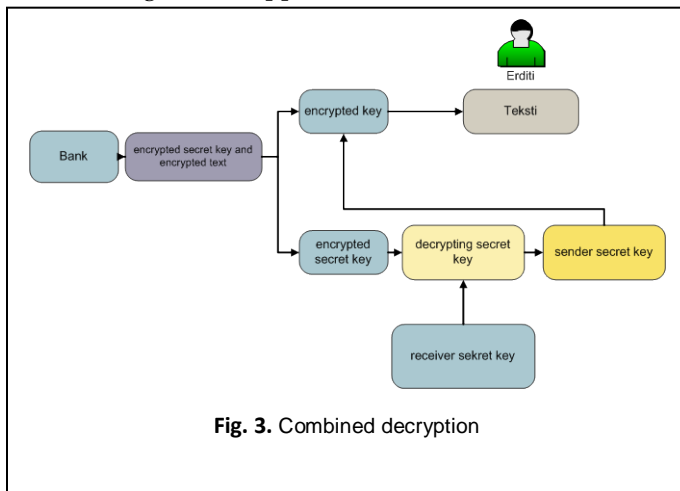 Erditi
encrypted key
Teksti
Bank
encrypted secret key and
encrypted text
encrypted
secret key
decrypting secret
key
sender secret key
receiver sekret key
Fig. 3. Combined decryption